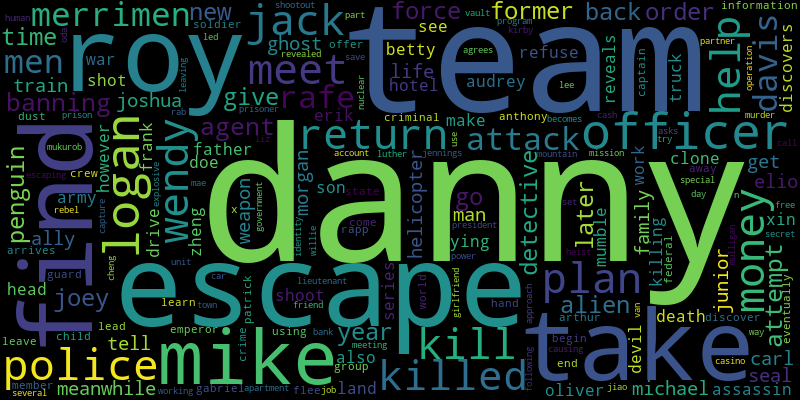 merrimen jack new former back order
time soldier shootout led part force see information
human roy team vault program kirby
ghost offer betty refuse partner
men war shot meet life audrey hotel agrees reveals captain truck help davis discovers operation
train leaving revealed save lee
banning joshua rab give rafe nuclear
dust prison uda prisoner erik criminal make anthony becomes cash murder
crew agent return attack officer
find logan frank wendy father luther jennings however asks try call
penguin mukurob doe account use mountain mission clone get
escaping danny morgan state son helicopter go man later detective work family elio
army drive explosive zheng mae liz weapon x come president set mumble away special day n free xin
ally rebel capture government identity willie rapp ying killing federal secret mulligan
arrives cheng escape power heist plan money
head guard unit lieutenant series world girlfriend hand alien junior attempt
joey learn car friend shoot approach arthur death devil van discover eventually
leave child lead town patrick emperor using bank year begin way
police tell crime mike meeting kill following end take causing casino carl
meanwhile also group oliver michael seal
member several working gabriel apartment flee job land killed jiao assassin